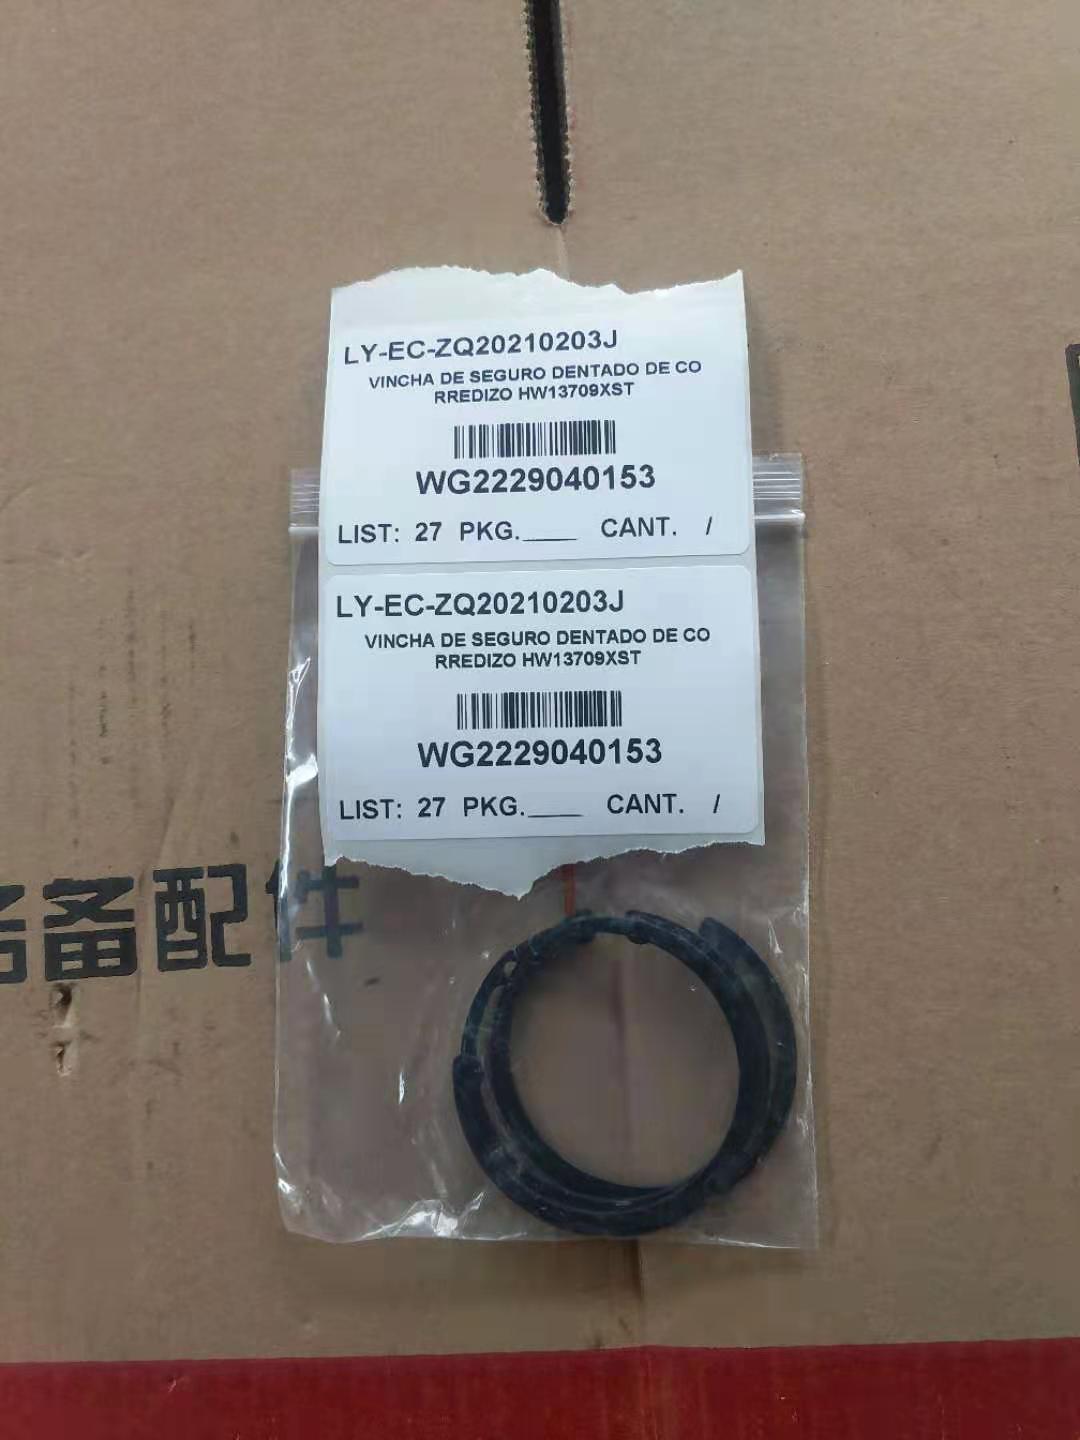 LY-EC-ZQ20210203J
VINCHA DE SEGURO DENTADO DE CO
RREDIZO HW13709XST
WG2229040153
LIST: 27 PKG.____ CANT. /
LY-EC-ZQ20210203J
VINCHA DE SEGURO DENTADO DE CO
RREDIZO HW13709XST
WG2229040153
LIST: 27 PKG.____ CANT. /
备配件